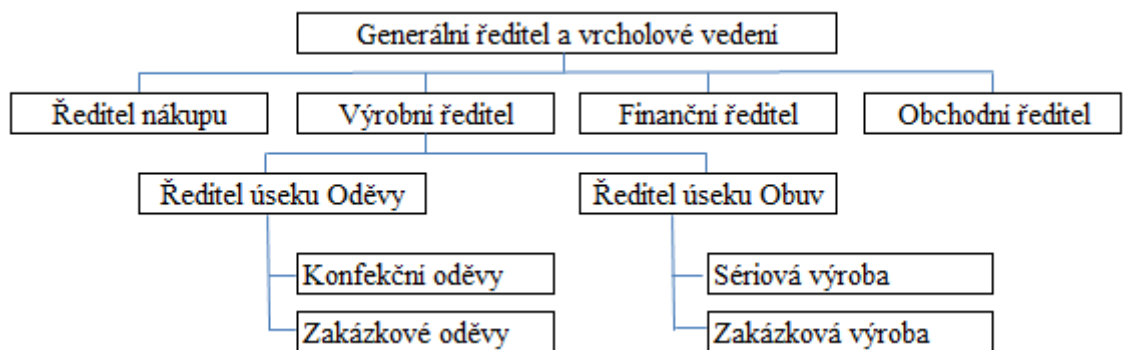 Generální ředitel a vrcholové vedení
Ředitel nákupu
Výrobní ředitel
Finanční ředitel
Obchodní ředitel
Ředitel úseku Oděvy
Ředitel úseku Obuv
Konfekční oděvy
Sériová výroba
Zakázkové oděvy
Zakázková výroba